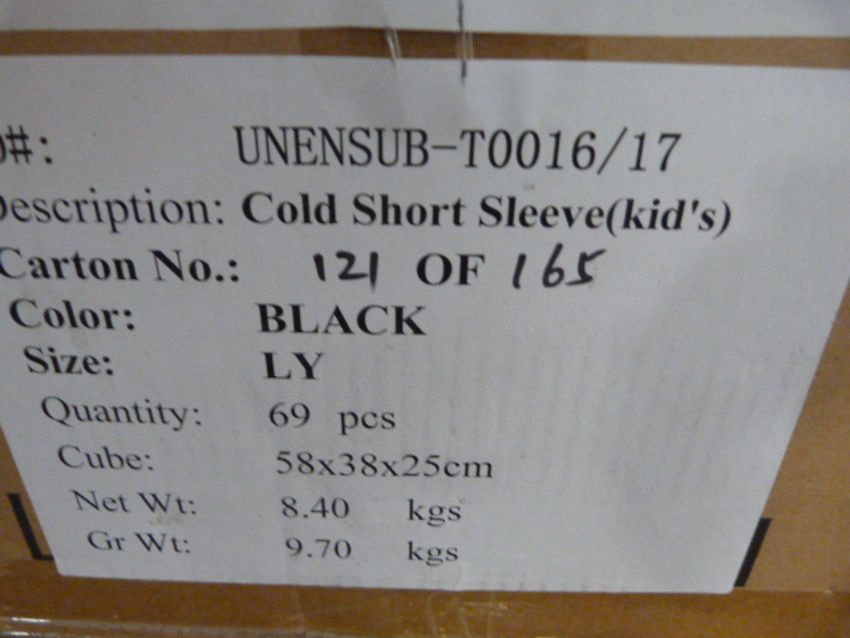 #: UNENSUB-T0016/17
Description: Cold Short Sleeve(kid's)
Carton No.: 121 OF 165
Color: BLACK
Size: LY
Quantity: 69 pcs
Cube: 58x38x25cm
Net Wt: 8.40 kgs
Gr Wt: 9.70 kgs